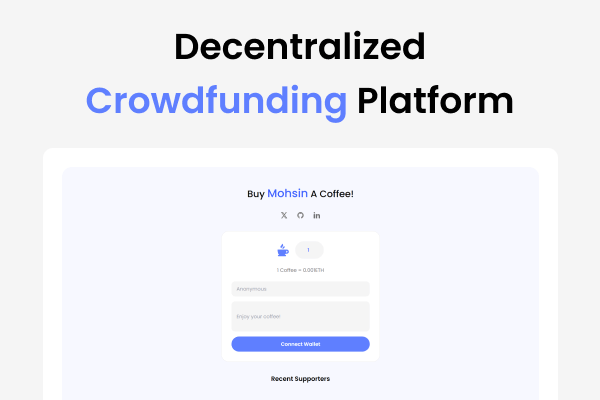 Decentralized
Crowdfunding Platform
Buy Mohsin A Coffee!
1
1 Coffee = 0.001ETH
Anonymous
Enjoy your coffee!
Connect Wallet
Recent Supporters